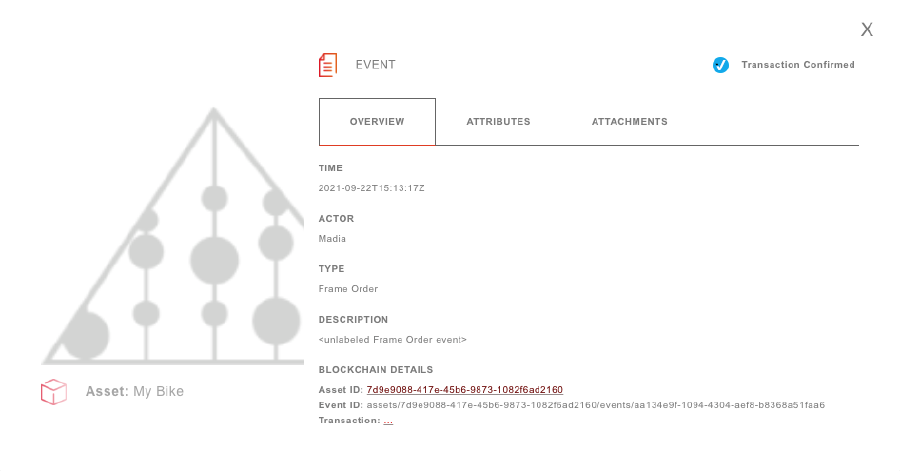 X
EVENT
Transaction Confirmed
OVERVIEW
ATTRIBUTES
ATTACHMENTS
TIME
2021-09-22T15:13:17Z
ACTOR
Madia
TYPE
Frame Order
DESCRIPTION
<unlabeled Frame Order event>
BLOCKCHAIN DETAILS
Asset ID: 7d9e9088-417e-45b6-9873-1082f6ad2160
Event ID: assets/7d9e9088-417e-45b6-9873-1082f6ad2160/events/aa134e9f-1094-4304-aef8-b8368a51faa6
Transaction: ...
Asset: My Bike